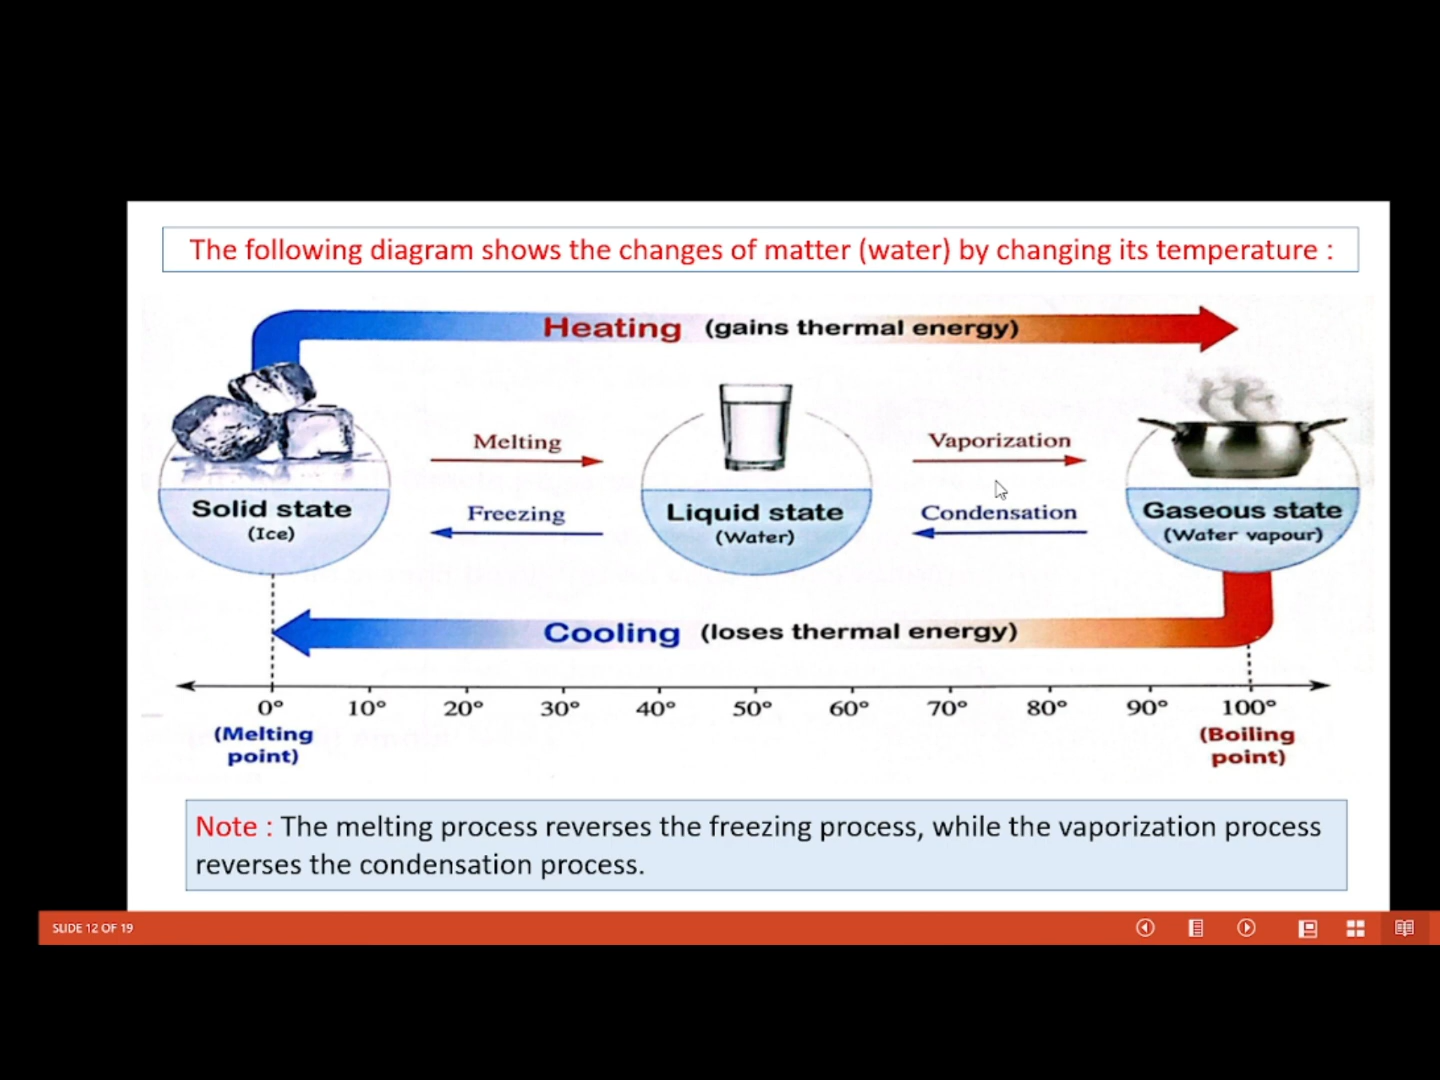 The following diagram shows the changes of matter (water) by changing its temperature :
Heating (gains thermal energy)
Melting
Vaporization
Solid state
(Ice)
Freezing
Liquid state
(Water)
Condensation
Gaseous state
(Water vapour)
Cooling (loses thermal energy)
0° 10° 20° 30° 40° 50° 60° 70° 80° 90° 100°
(Melting
point)
(Boiling
point)
Note : The melting process reverses the freezing process, while the vaporization process
reverses the condensation process.
SLIDE 12 OF 19